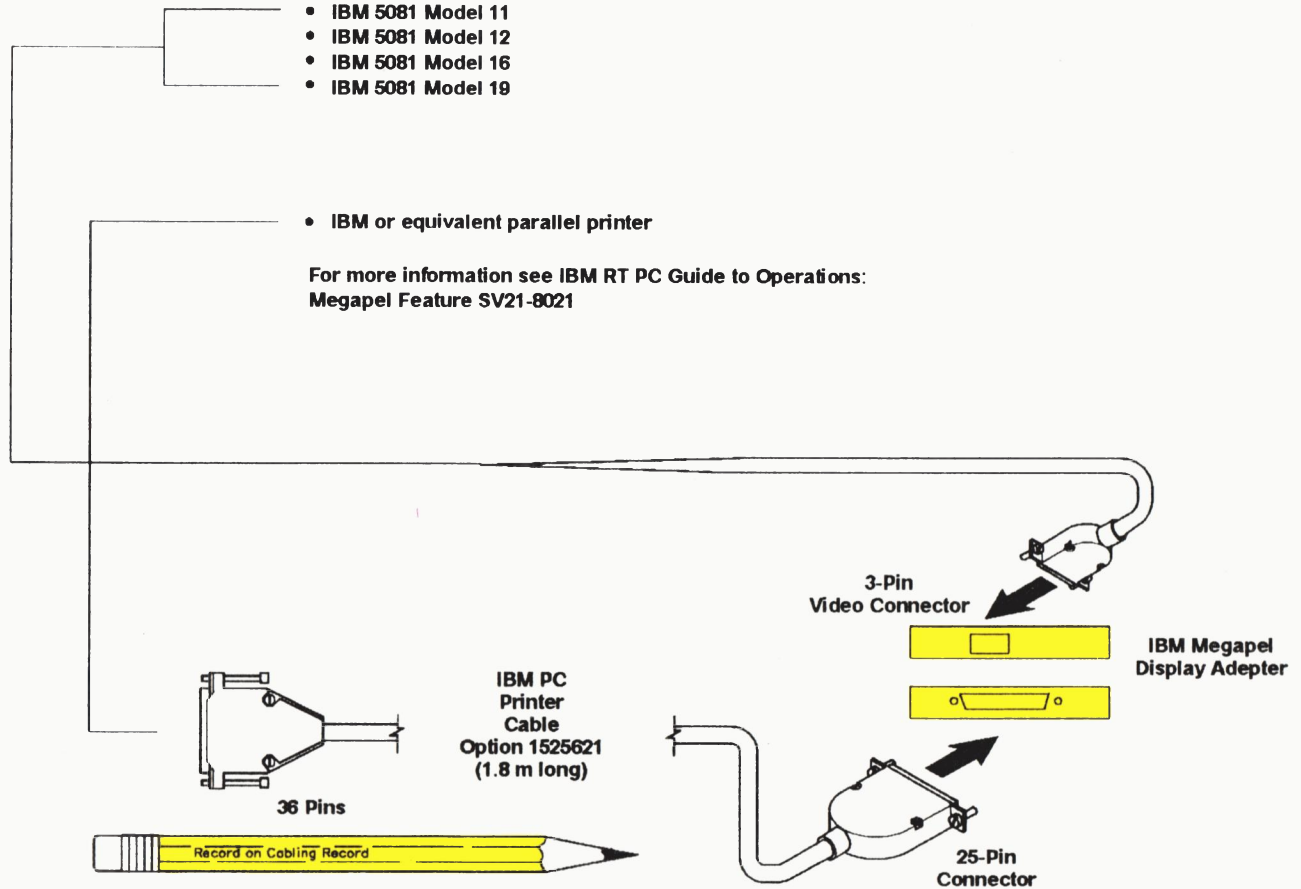 • IBM 5081 Model 11
• IBM 5081 Model 12
• IBM 5081 Model 16
• IBM 5081 Model 19
• IBM or equivalent parallel printer
For more information see IBM RT PC Guide to Operations:
Megapel Feature SV21-8021
3-Pin
Video Connector
IBM Megapel
Display Adepter
IBM PC
Printer
Cable
Option 1525621
(1.8 m long)
36 Pins
Record on Cabling Record
25-Pin
Connector